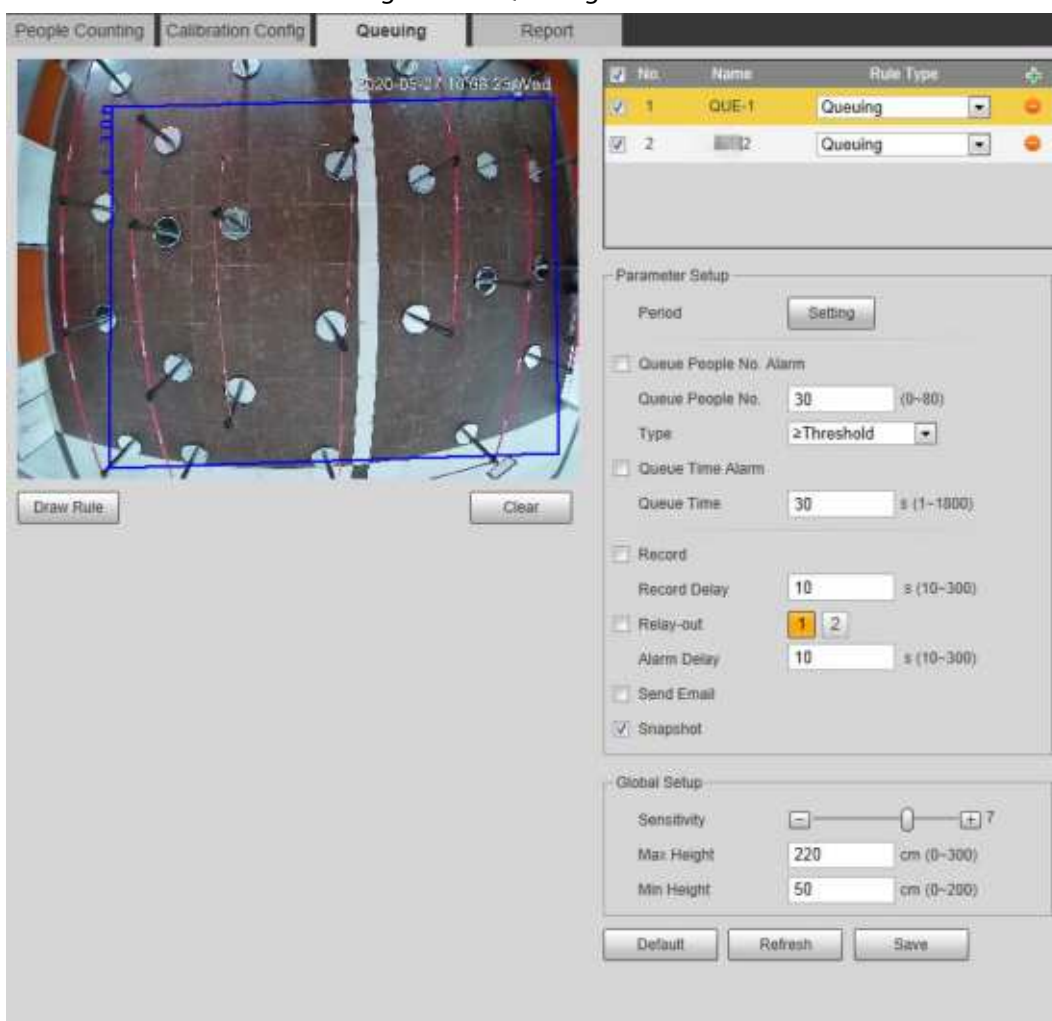 People Counting Calibration Config Queuing Report
No. Name Rule Type
1 QUE-1 Queuing
2 2 Queuing
Parameter Setup
Period Setting
Queue People No. Alarm
Queue People No. 30 (0~80)
Type ≥Threshold
Queue Time Alarm
Queue Time 30 s (1~1800)
Draw Rule Clear
Record
Record Delay 10 s (10~300)
Relay-out 1 2
Alarm Delay 10 s (10~300)
Send Email
Snapshot
Global Setup
Sensitivity 7
Max Height 220 cm (0~300)
Min Height 50 cm (0~200)
Default Refresh Save